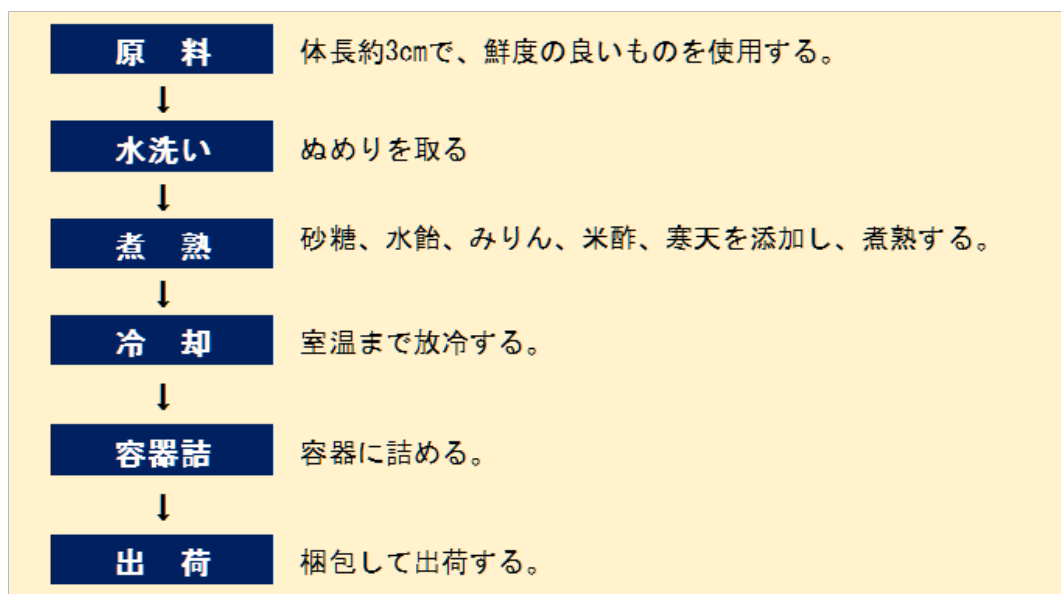 原　料　体長約3cmで、鮮度の良いものを使用する。
↓
水洗い　ぬめりを取る
↓
煮　熟　砂糖、水飴、みりん、米酢、寒天を添加し、煮熟する。
↓
冷　却　室温まで放冷する。
↓
容器詰　容器に詰める。
↓
出　荷　梱包して出荷する。